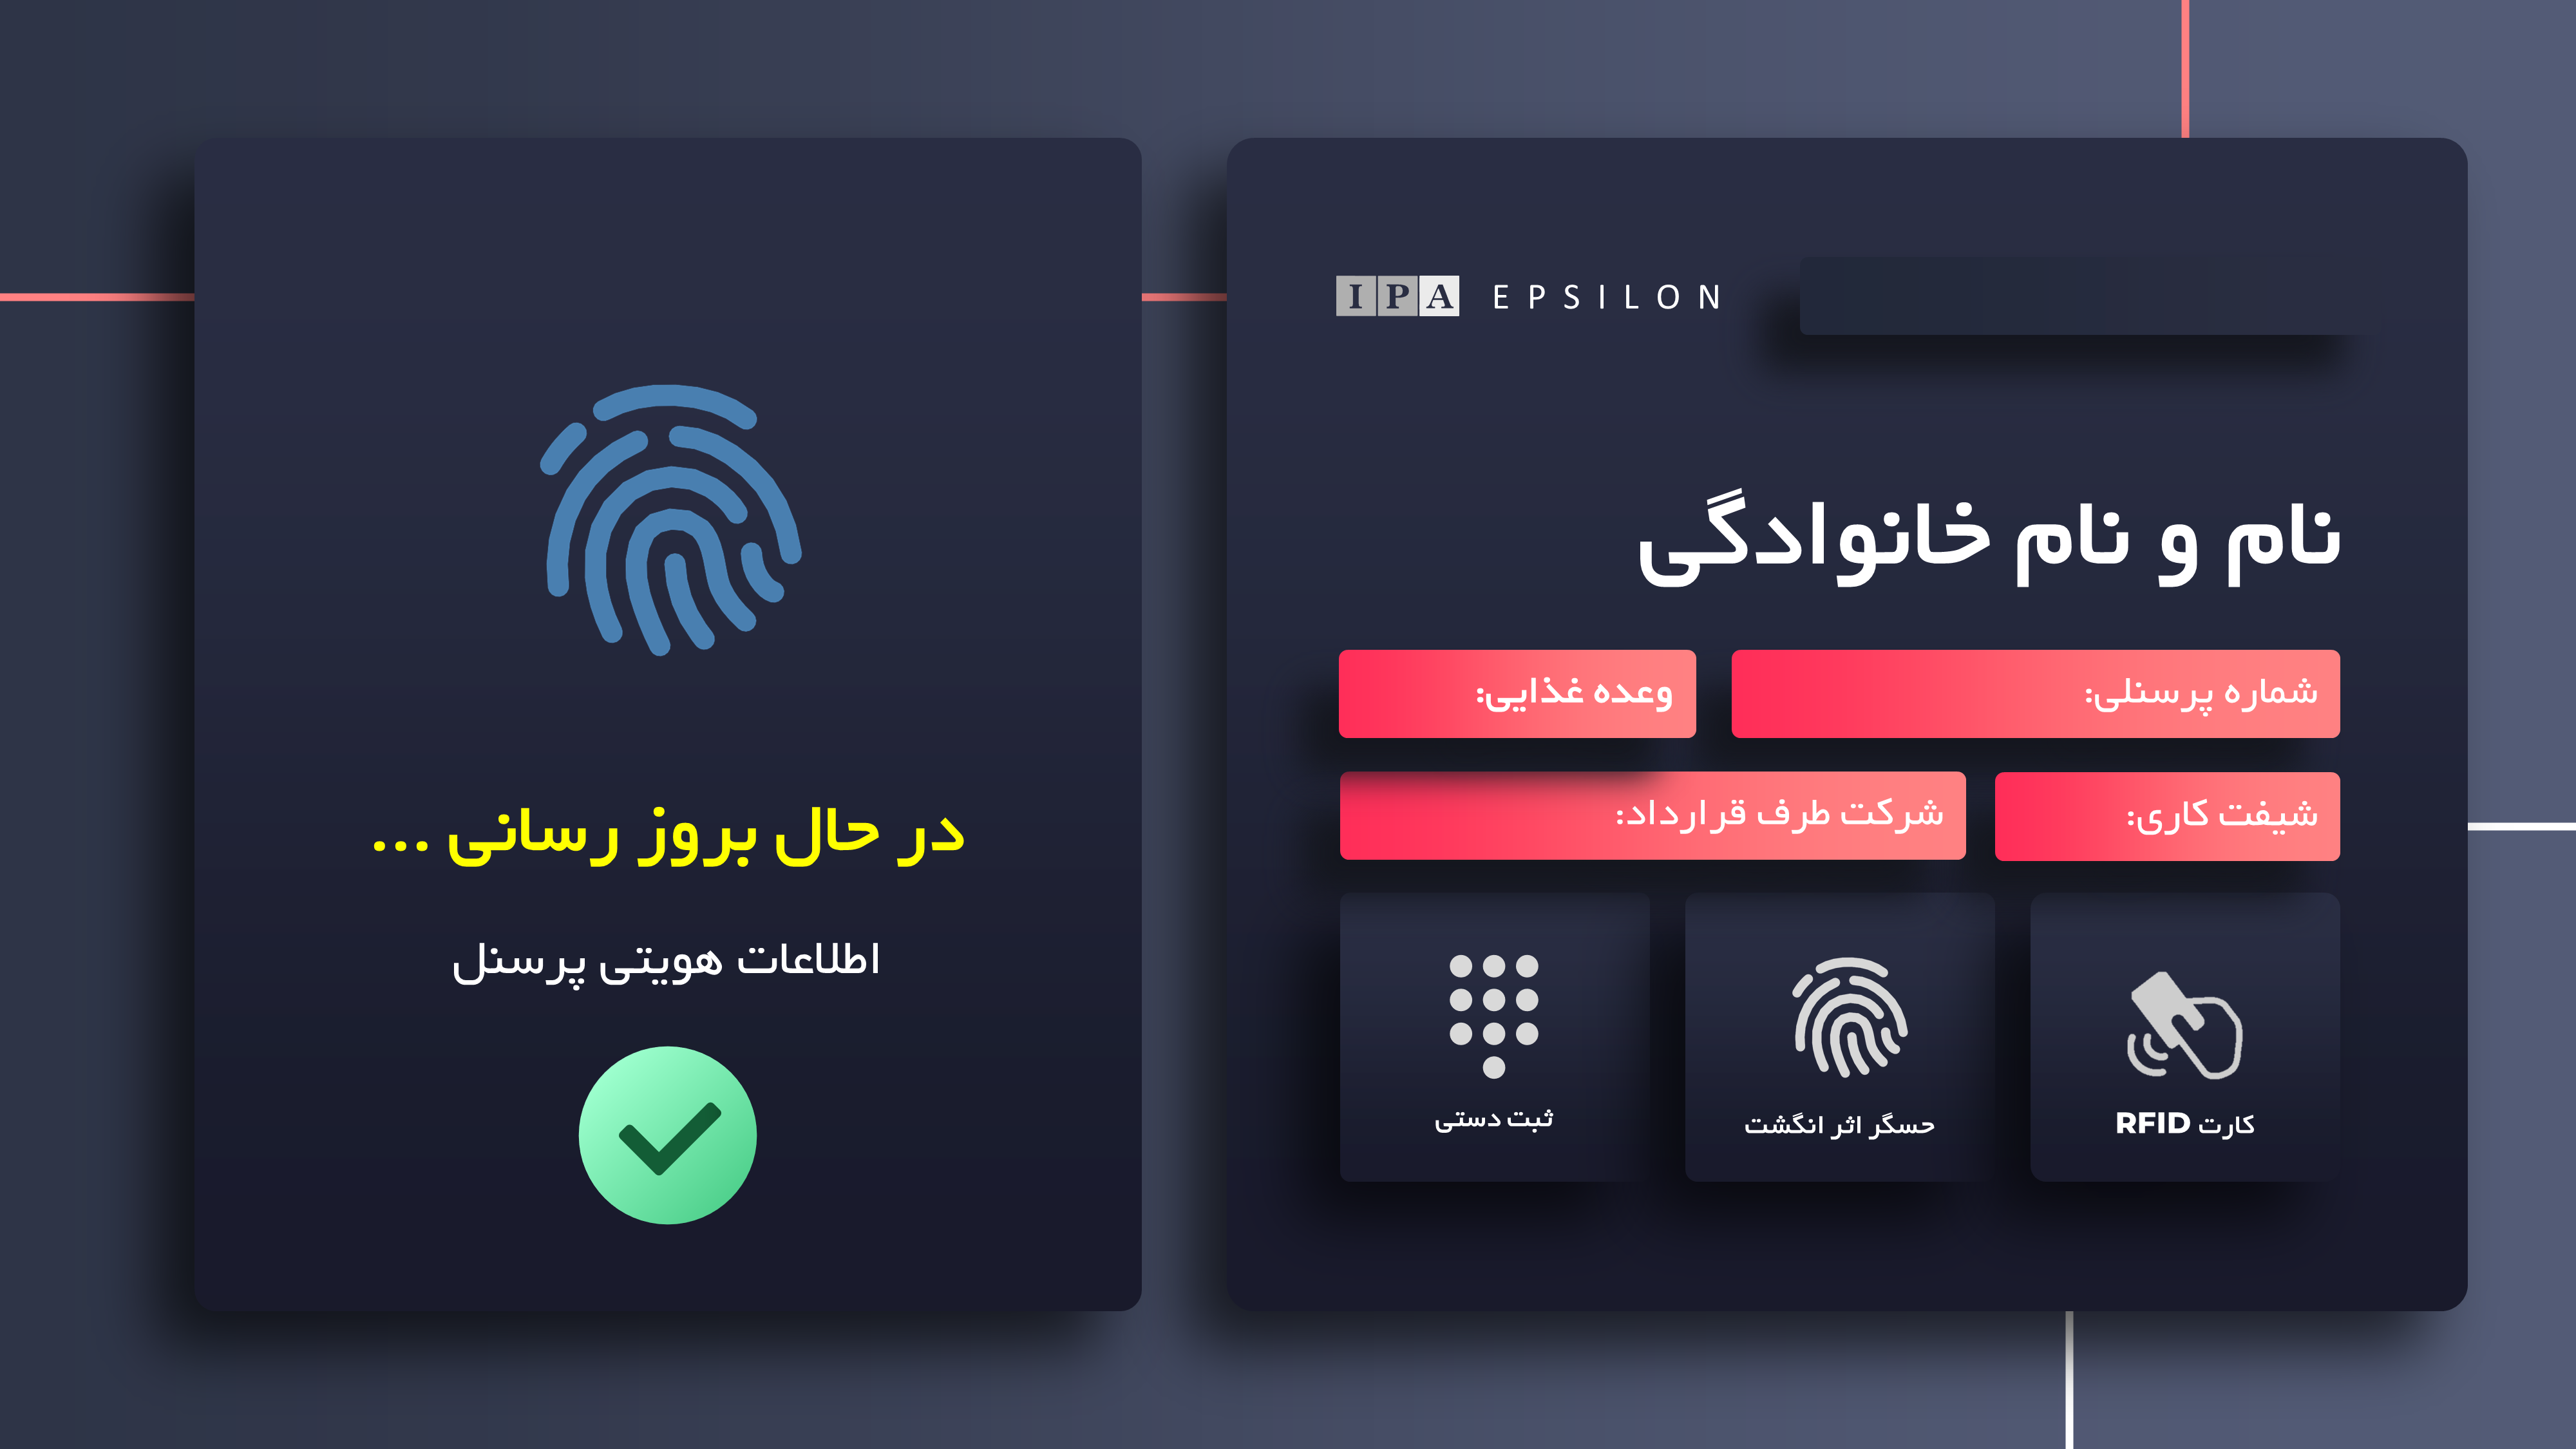 IPA EPSILON
نام و نام خانوادگی
شماره پرسنلی:
وعده غذایی:
شیفت کاری:
شرکت طرف قرارداد:
کارت RFID
حسگر اثر انگشت
ثبت دستی
در حال بروز رسانی ...
اطلاعات هویتی پرسنل